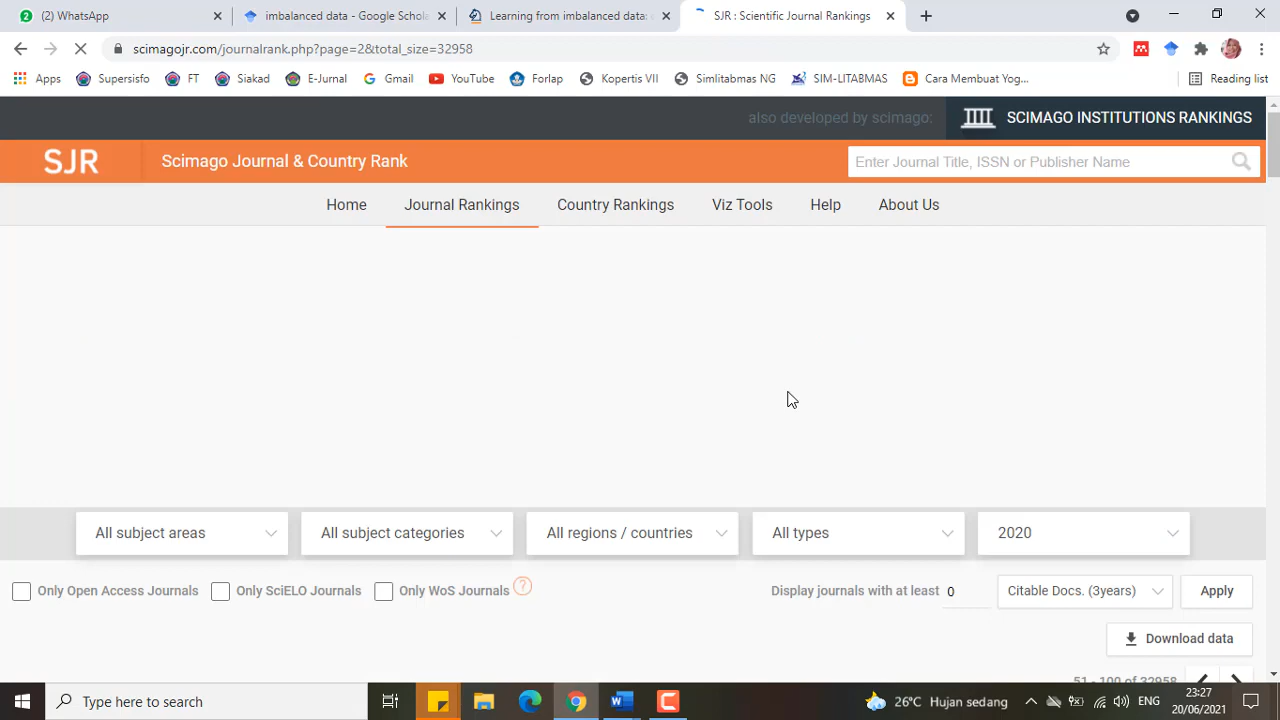 (2) WhatsApp
imbalanced data - Google Schola
Learning from imbalanced data: o
SJR : Scientific Journal Rankings
scimagojr.com/journalrank.php?page=2&total_size=32958
Apps
Supersisfo
FT
Siakad
E-Jurnal
Gmail
YouTube
Forlap
Kopertis VII
Simlitabmas NG
SIM-LITABMAS
Cara Membuat Yog...
Reading list
also developed by scimago:
SCIMAGO INSTITUTIONS RANKINGS
SJR
Scimago Journal & Country Rank
Enter Journal Title, ISSN or Publisher Name
Home
Journal Rankings
Country Rankings
Viz Tools
Help
About Us
All subject areas
All subject categories
All regions / countries
All types
2020
Only Open Access Journals
Only SciELO Journals
Only WoS Journals
?
Display journals with at least
0
Citable Docs. (3years)
Apply
Download data
51 - 100 of 32958
Type here to search
26°C Hujan sedang
ENG
23:27
20/06/2021